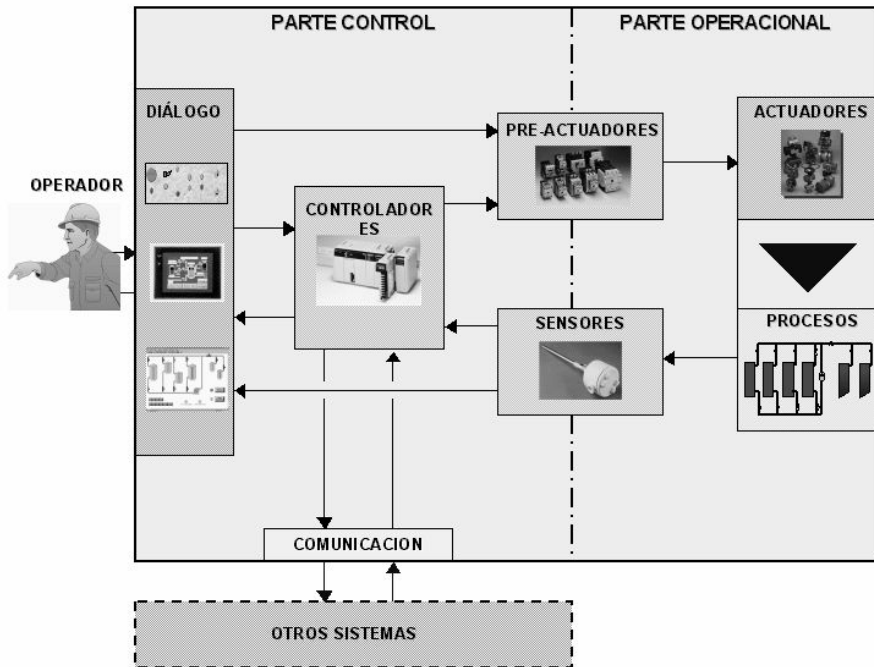 PARTE CONTROL
PARTE OPERACIONAL
DIÁLOGO
PRE-ACTUADORES
ACTUADORES
OPERADOR
CONTROLADOR
ES
SENSORES
PROCESOS
COMUNICACION
OTROS SISTEMAS